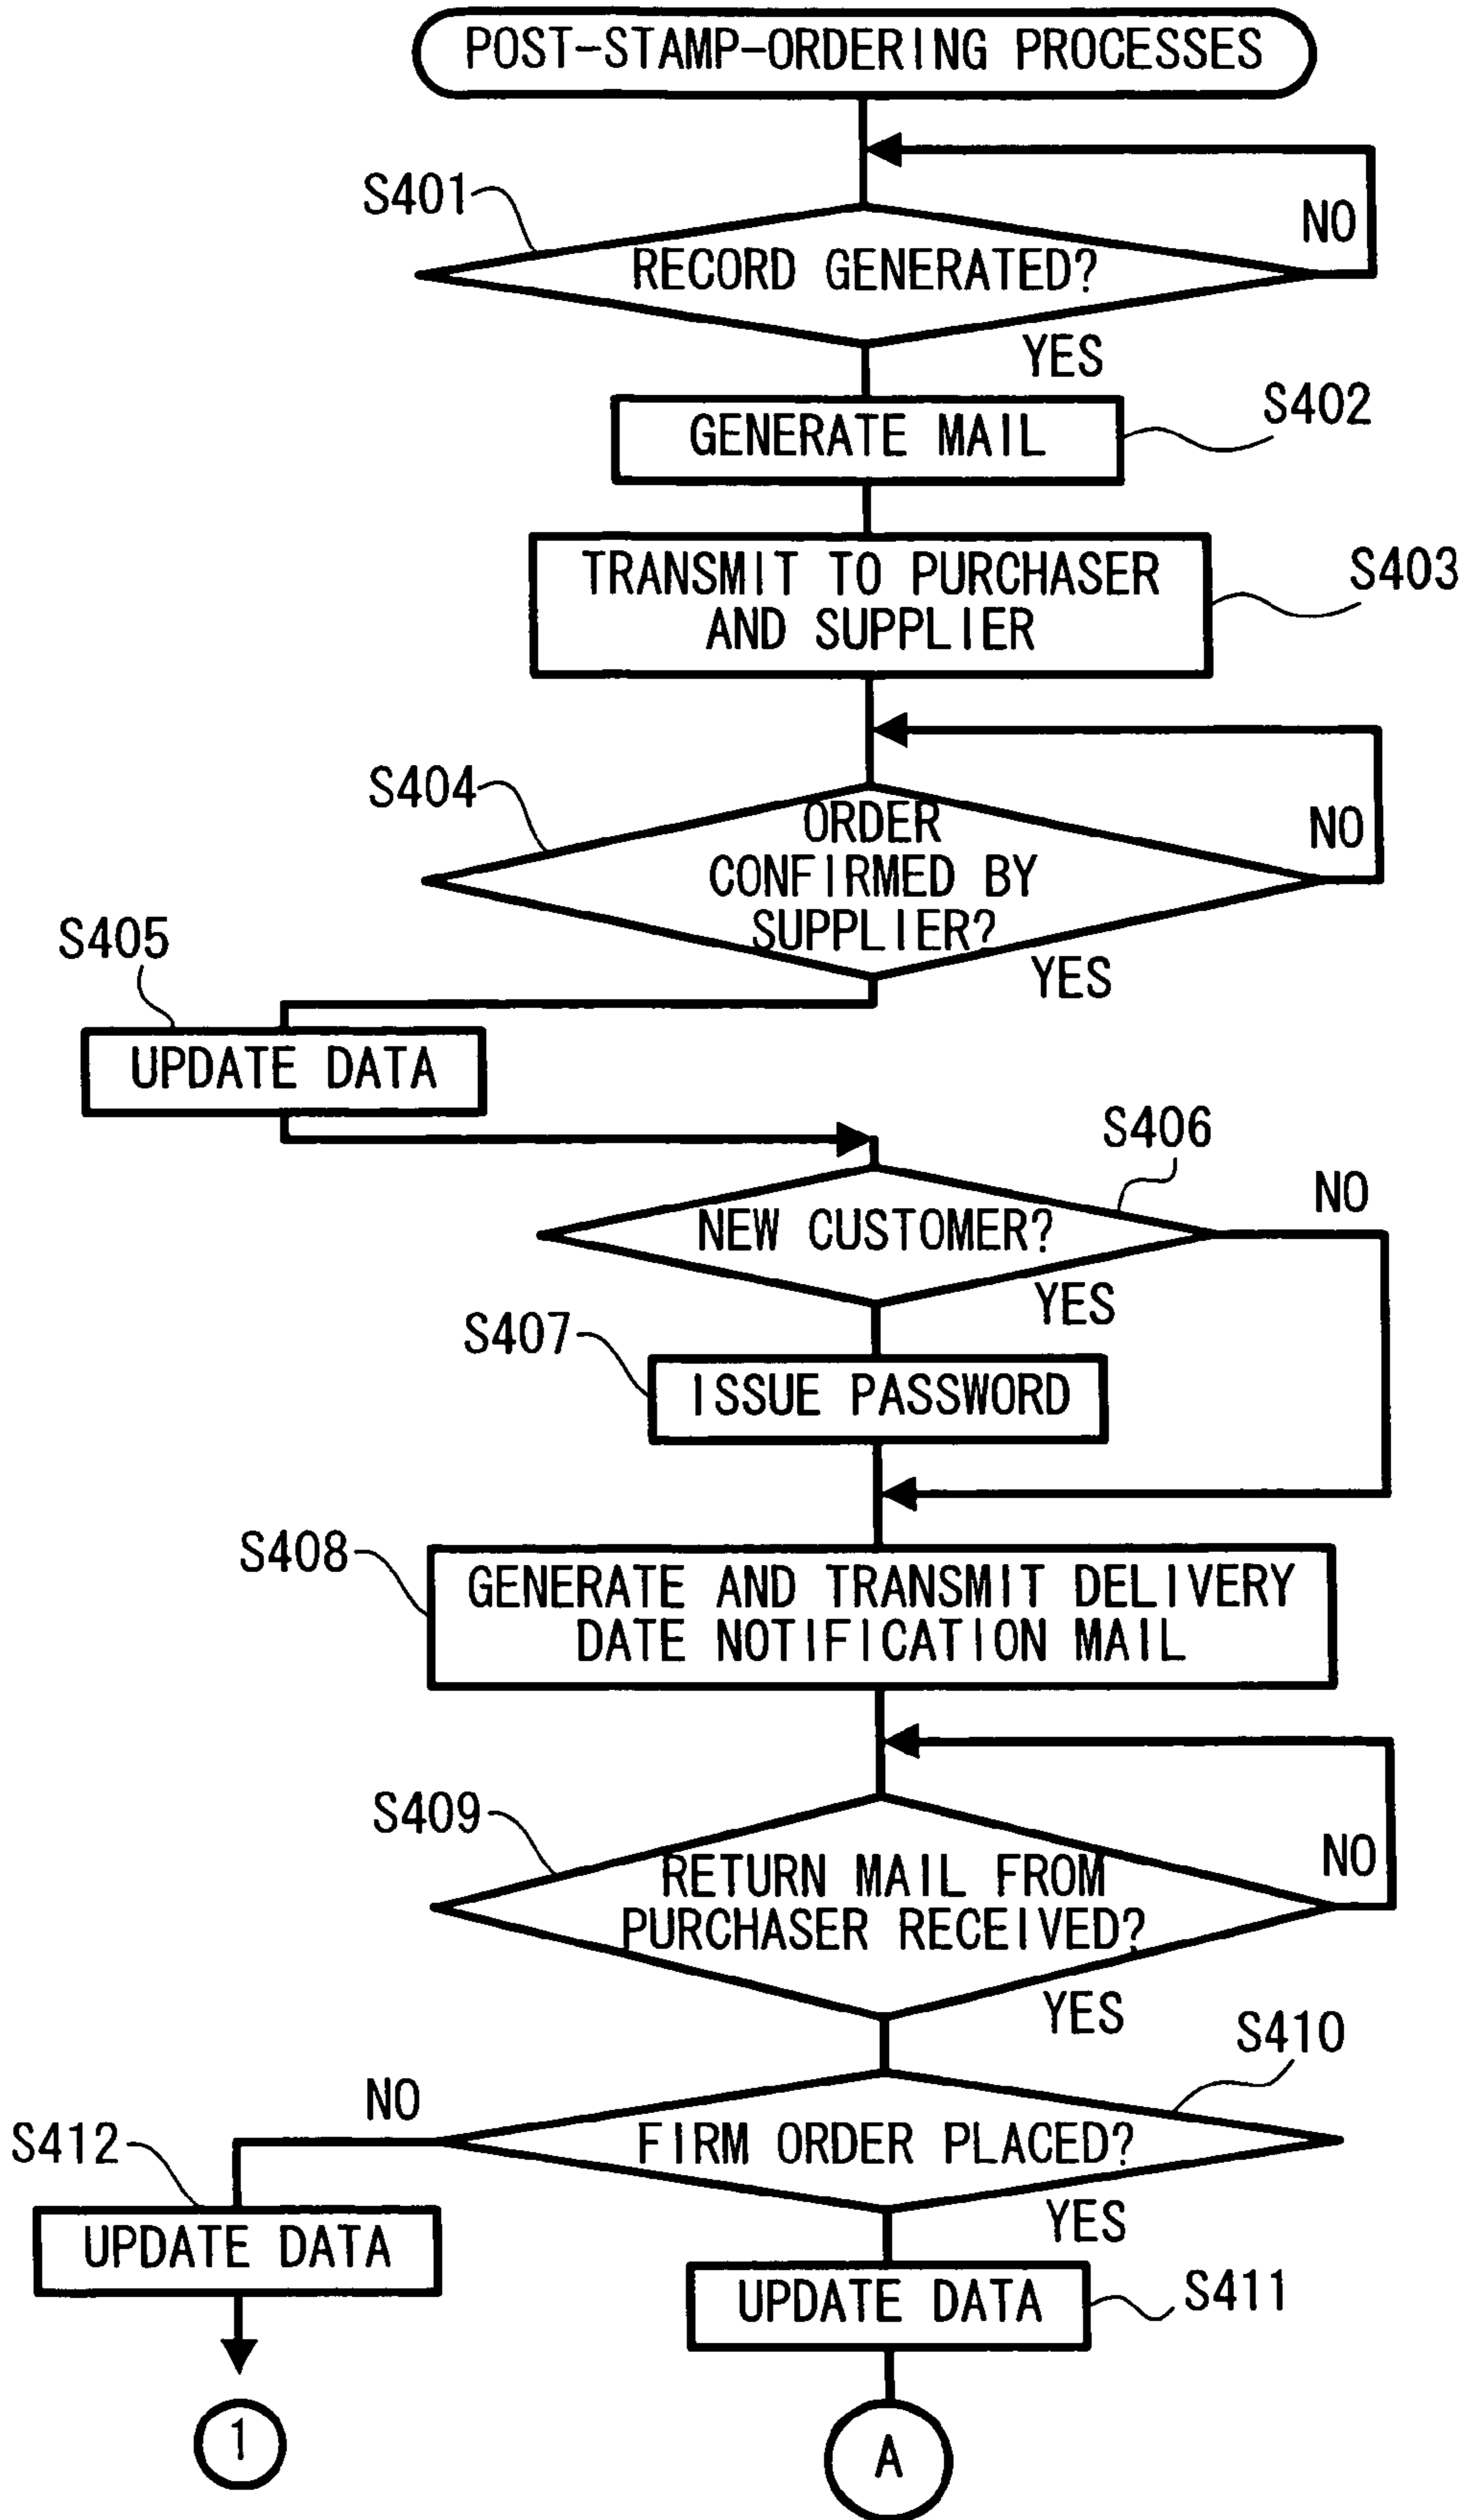 POST-STAMP-ORDERING PROCESSES
S401
NO
RECORD GENERATED?
YES
S402
GENERATE MAIL
S403
TRANSMIT TO PURCHASER
AND SUPPLIER
S404
NO
ORDER
CONFIRMED BY
SUPPLIER?
YES
S405
UPDATE DATA
S406
NO
NEW CUSTOMER?
YES
S407
ISSUE PASSWORD
S408
GENERATE AND TRANSMIT DELIVERY
DATE NOTIFICATION MAIL
S409
NO
RETURN MAIL FROM
PURCHASER RECEIVED?
YES
S410
NO
FIRM ORDER PLACED?
YES
S412
UPDATE DATA
S411
UPDATE DATA
1
A